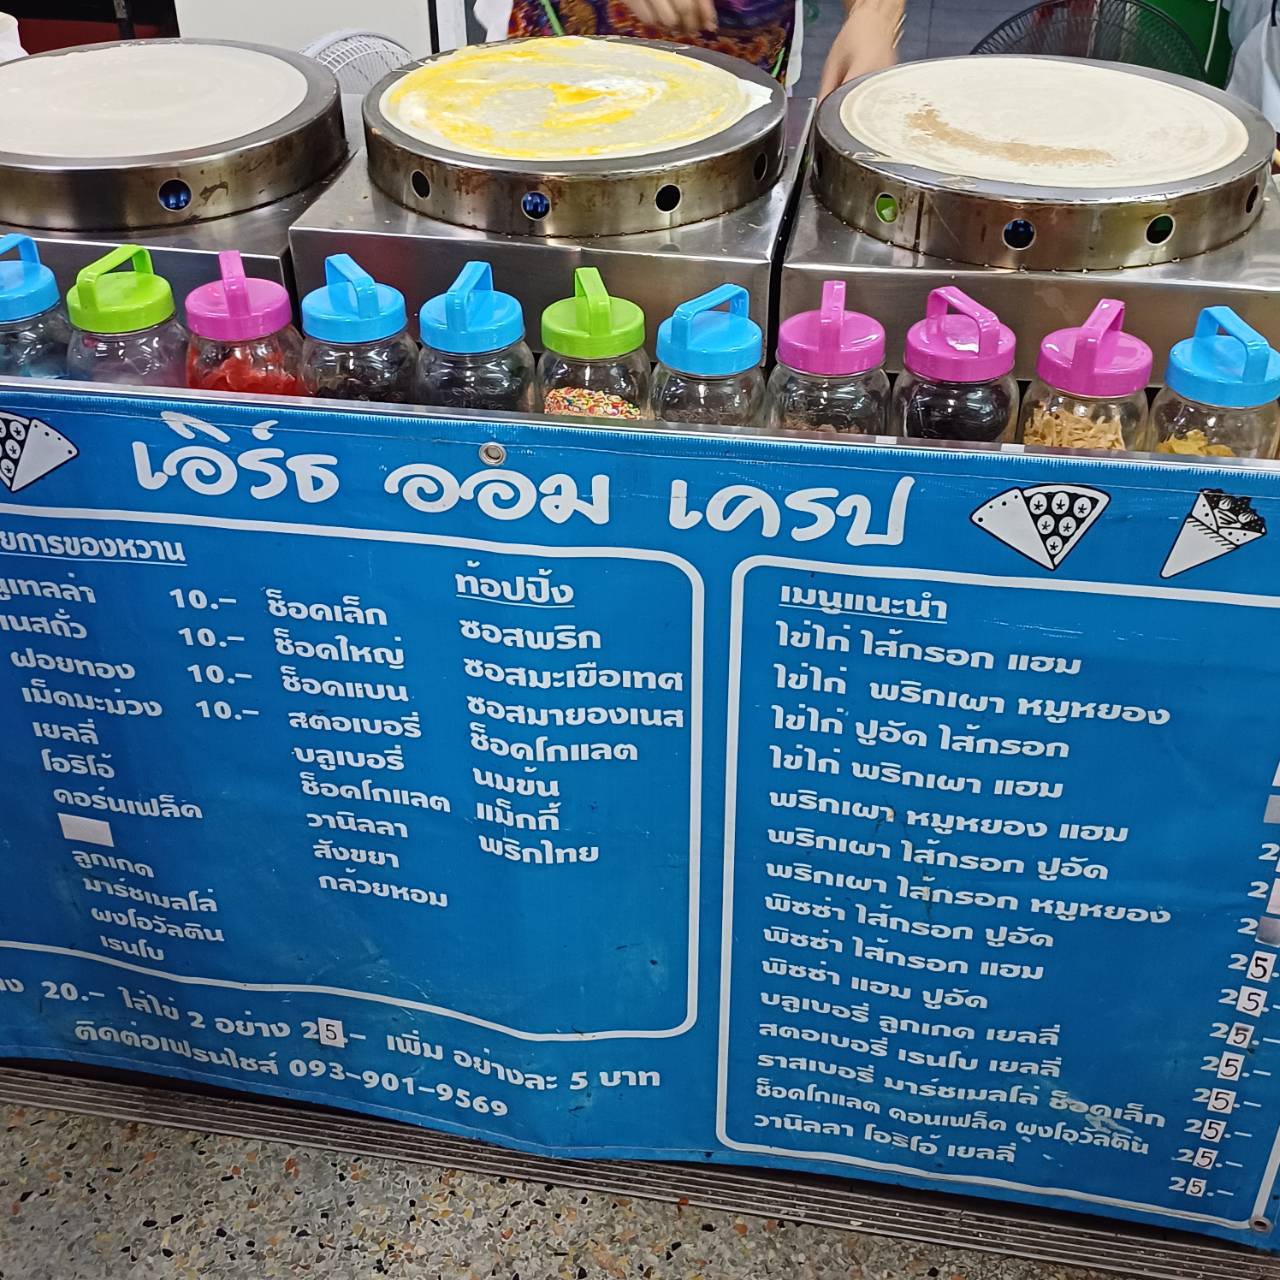 เอิร์ธ ออม เครป
ยการของหวาน
ูเทลล่า 10.-
เนสถั่ว 10.-
ฝอยทอง 10.-
เม็ดมะม่วง 10.-
เยลลี่
โอริโอ้
คอร์นเฟล็ค
ลูกเกด
มาร์ชเมลโล่
ผงโอวัลติน
เรนโบ
ช็อคเล็ก
ช็อคใหญ่
ช็อคแบน
สตอเบอรี่
บลูเบอรี่
ช็อคโกแลต
วานิลลา
สังขยา
กล้วยหอม
ท้อปปิ้ง
ซอสพริก
ซอสมะเขือเทศ
ซอสมายองเนส
ช็อคโกแลต
นมข้น
แม็กกี้
พริกไทย
าง 20.- ใส่ไข่ 2 อย่าง 25.- เพิ่ม อย่างละ 5 บาท
ติดต่อเฟรนไชส์ 093-901-9569
เมนูแนะนำ
ไข่ไก่ ไส้กรอก แฮม
ไข่ไก่ พริกเผา หมูหยอง
ไข่ไก่ ปูอัด ไส้กรอก
ไข่ไก่ พริกเผา แฮม
พริกเผา หมูหยอง แฮม 2
พริกเผา ไส้กรอก ปูอัด 2
พริกเผา ไส้กรอก หมูหยอง 2
พิซซ่า ไส้กรอก ปูอัด 25
พิซซ่า ไส้กรอก แฮม 25.-
พิซซ่า แฮม ปูอัด 25.-
บลูเบอรี่ ลูกเกด เยลลี่ 25.-
สตอเบอรี่ เรนโบ เยลลี่ 25.-
ราสเบอรี่ มาร์ชเมลโล่ ช็อคเล็ก 25.-
ช็อคโกแลต คอนเฟล็ค ผงโอวัลติน 25.-
วานิลลา โอริโอ้ เยลลี่ 25.-